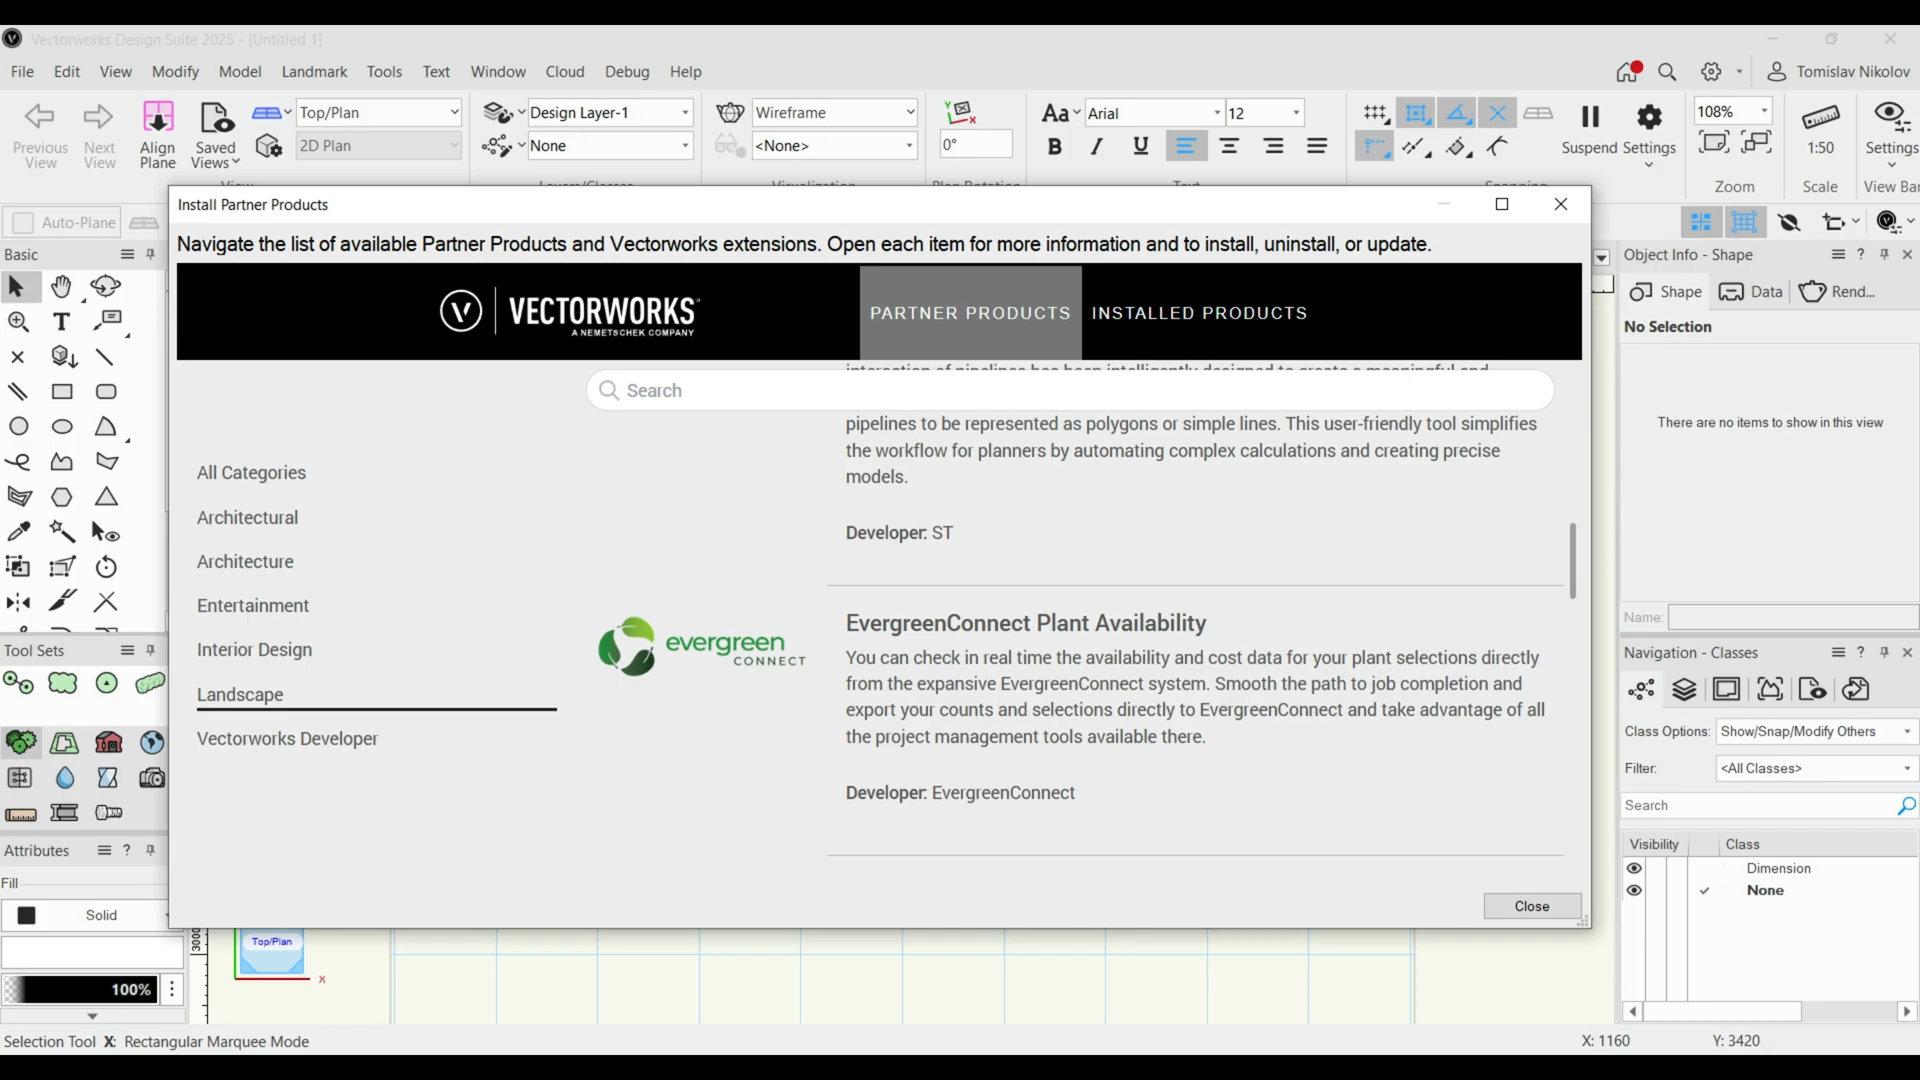 Vectorworks Design Suite 2025 - [Untitled 1]
File Edit View Modify Model Landmark Tools Text Window Cloud Debug Help
Tomislav Nikolov
Previous View
Next View
Align Plane
Saved Views
Top/Plan
2D Plan
Design Layer-1
None
Wireframe
<None>
0°
Aa Arial 12
B I U
Suspend Settings
108%
1:50
Settings
Zoom Scale View Bar
Install Partner Products
Auto-Plane
Navigate the list of available Partner Products and Vectorworks extensions. Open each item for more information and to install, uninstall, or update.
VECTORWORKS
A NEMETSCHEK COMPANY
PARTNER PRODUCTS INSTALLED PRODUCTS
Search
pipelines to be represented as polygons or simple lines. This user-friendly tool simplifies
the workflow for planners by automating complex calculations and creating precise
models.
Developer: ST
All Categories
Architectural
Architecture
Entertainment
Interior Design
Landscape
Vectorworks Developer
evergreen
CONNECT
EvergreenConnect Plant Availability
You can check in real time the availability and cost data for your plant selections directly
from the expansive EvergreenConnect system. Smooth the path to job completion and
export your counts and selections directly to EvergreenConnect and take advantage of all
the project management tools available there.
Developer: EvergreenConnect
Close
Basic
Tool Sets
Attributes
Fill
Solid
100%
Top/Plan
X
3000
Object Info - Shape
Shape Data Rend...
No Selection
There are no items to show in this view
Name:
Navigation - Classes
Class Options: Show/Snap/Modify Others
Filter: <All Classes>
Search
Visibility Class
Dimension
None
Selection Tool X: Rectangular Marquee Mode
X: 1160 Y: 3420